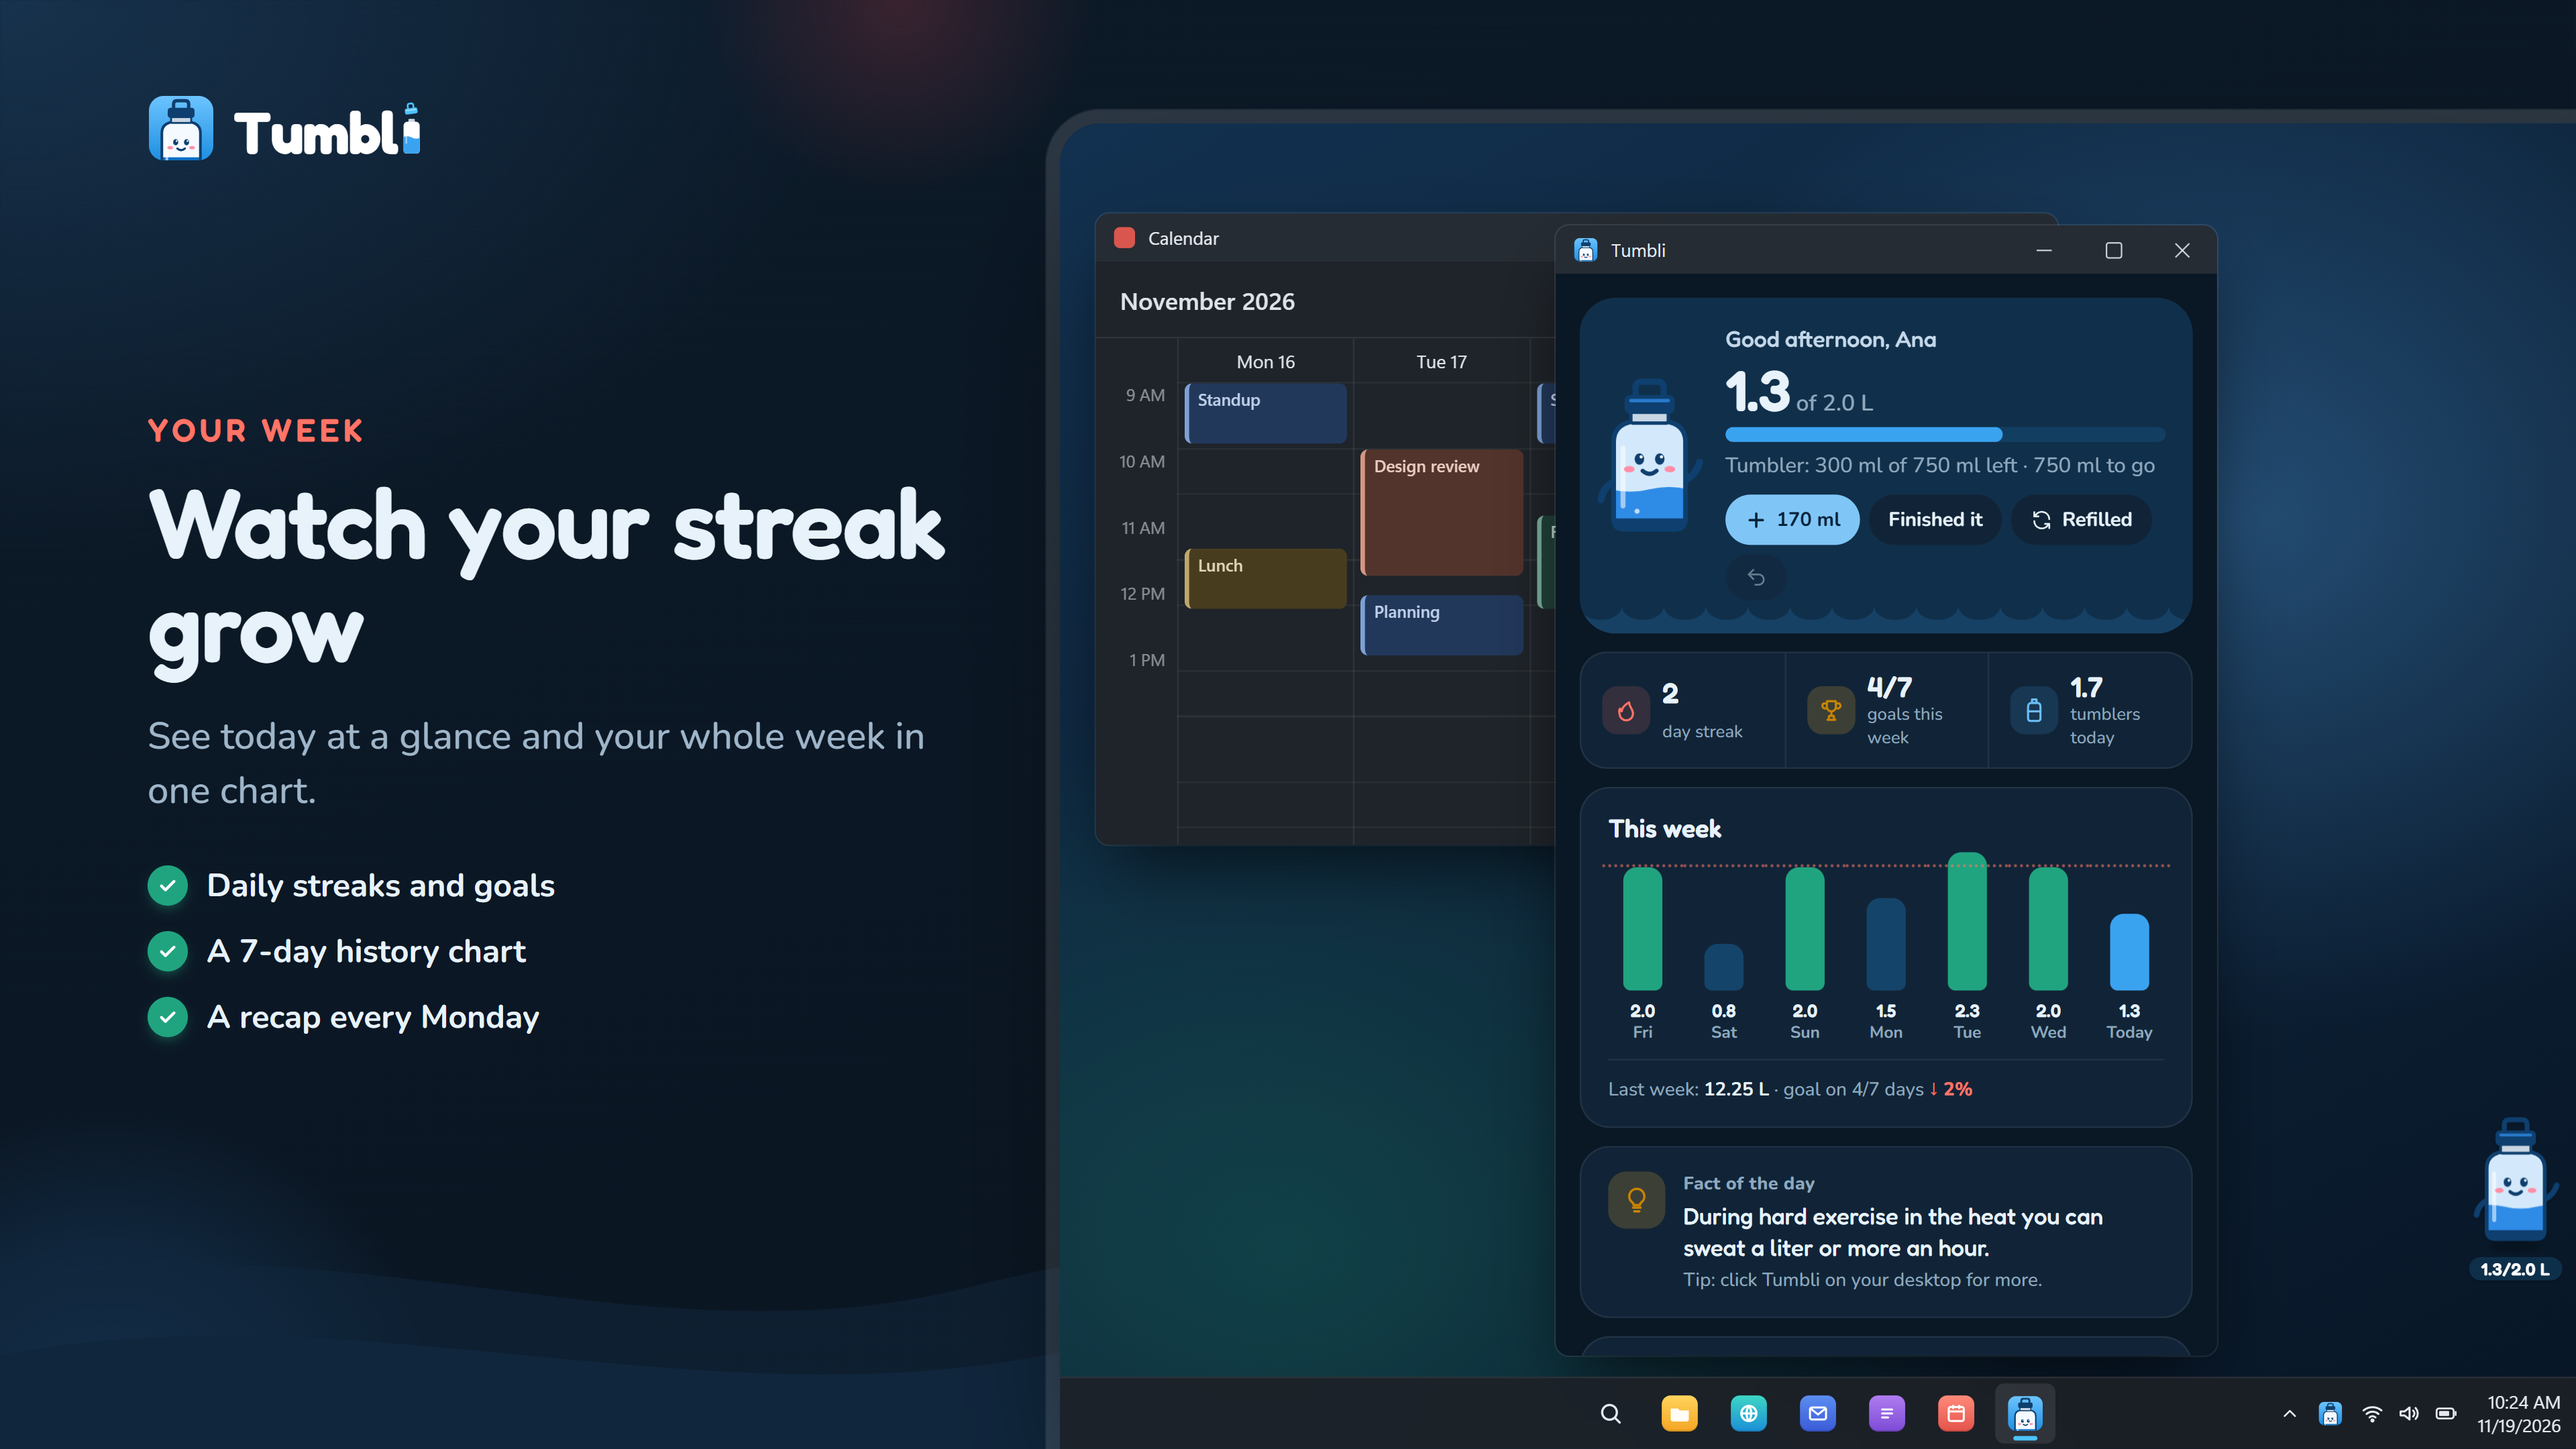 Tumbli
YOUR WEEK
Watch your streak
grow
See today at a glance and your whole week in
one chart.
Daily streaks and goals
A 7-day history chart
A recap every Monday
Calendar
November 2026
Mon 16
Tue 17
9 AM
Standup
10 AM
Design review
11 AM
Lunch
12 PM
Planning
1 PM
Tumbli
Good afternoon, Ana
1.3 of 2.0 L
Tumbler: 300 ml of 750 ml left · 750 ml to go
+ 170 ml
Finished it
Refilled
2
day streak
4/7
goals this
week
1.7
tumblers
today
This week
2.0 0.8 2.0 1.5 2.3 2.0 1.3
Fri Sat Sun Mon Tue Wed Today
Last week: 12.25 L · goal on 4/7 days ↓ 2%
Fact of the day
During hard exercise in the heat you can
sweat a liter or more an hour.
Tip: click Tumbli on your desktop for more.
1.3/2.0 L
10:24 AM
11/19/2026